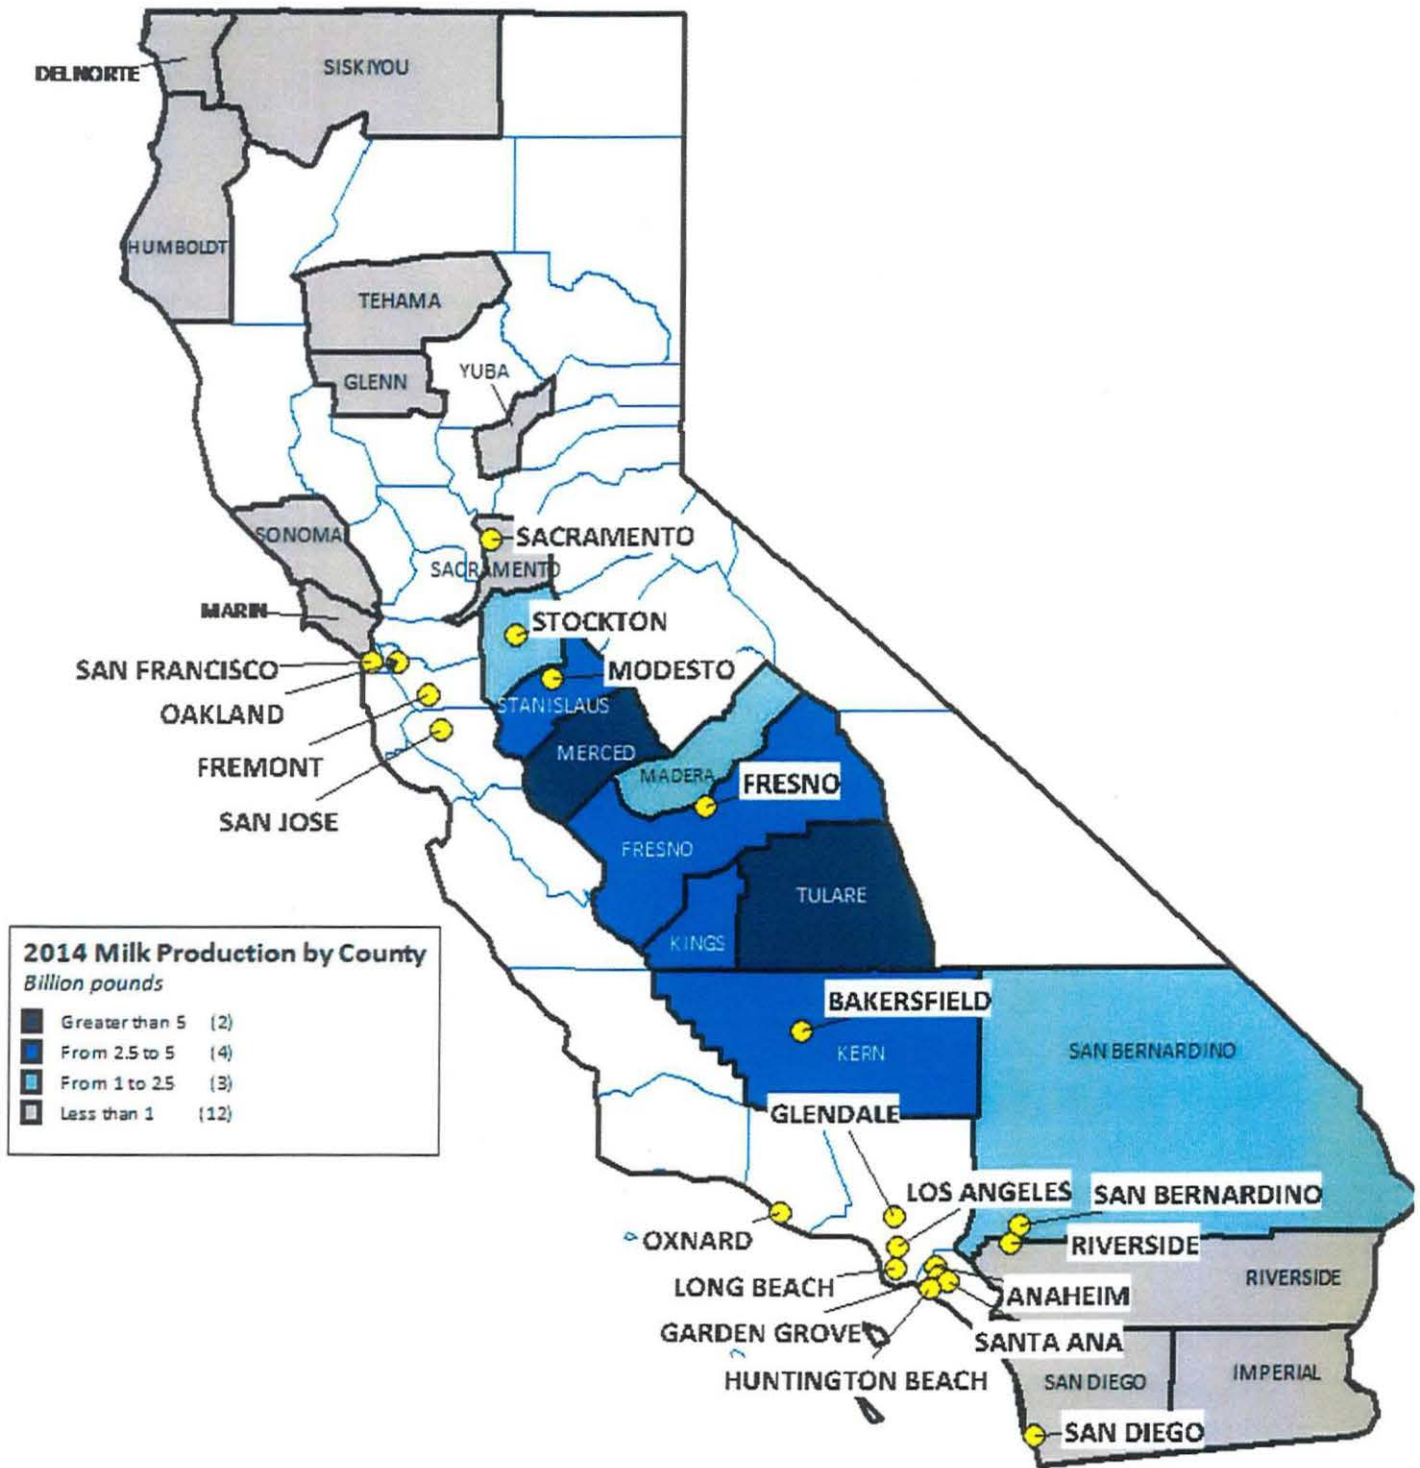 DELNORTE
SISKIYOU
HUMBOLDT
TEHAMA
GLENN
YUBA
SONOMA
SACRAMENTO
SACRAMENTO
MARIN
STOCKTON
SAN FRANCISCO
MODESTO
OAKLAND
STANISLAUS
FREMONT
MERCED
MADERA
FRESNO
SAN JOSE
FRESNO
TULARE
KINGS
2014 Milk Production by County
Billion pounds
Greater than 5 (2)
From 2.5 to 5 (4)
From 1 to 2.5 (3)
Less than 1 (12)
BAKERSFIELD
KERN
SAN BERNARDINO
GLENDALE
LOS ANGELES
SAN BERNARDINO
OXNARD
RIVERSIDE
LONG BEACH
RIVERSIDE
ANAHEIM
GARDEN GROVE
SANTA ANA
HUNTINGTON BEACH
SAN DIEGO
IMPERIAL
SAN DIEGO